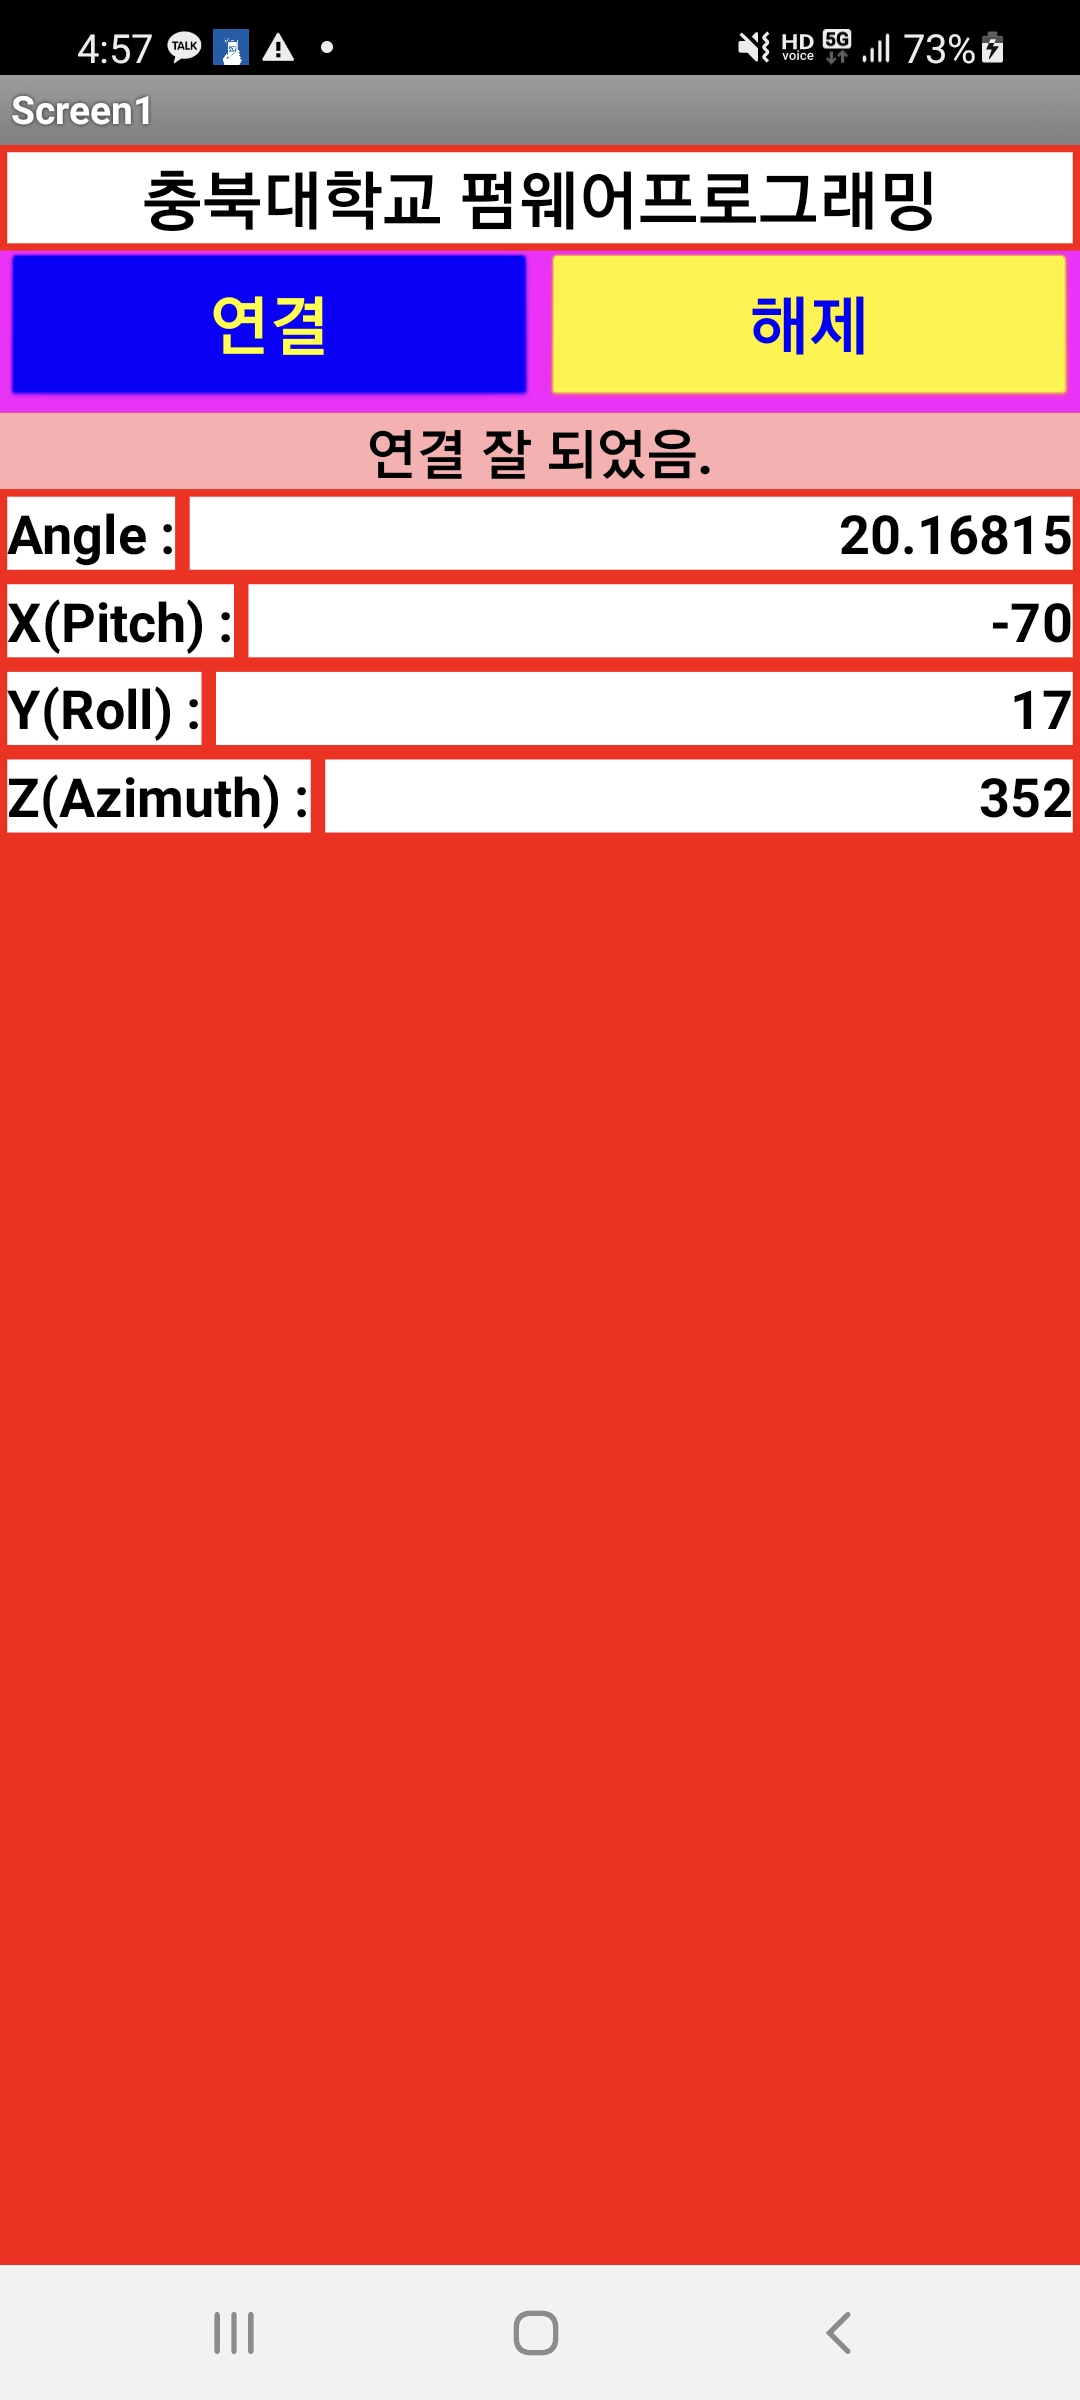 4:57 TALK HD voice 5G 73%
Screen1
충북대학교 펌웨어프로그래밍
연결 해제
연결 잘 되었음.
Angle : 20.16815
X(Pitch) : -70
Y(Roll) : 17
Z(Azimuth) : 352